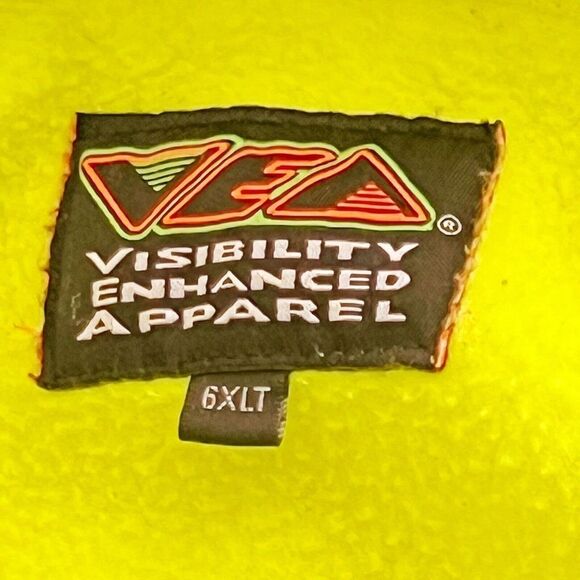 VEA®
VISIBILITY
ENHANCED
APPAREL
6XLT